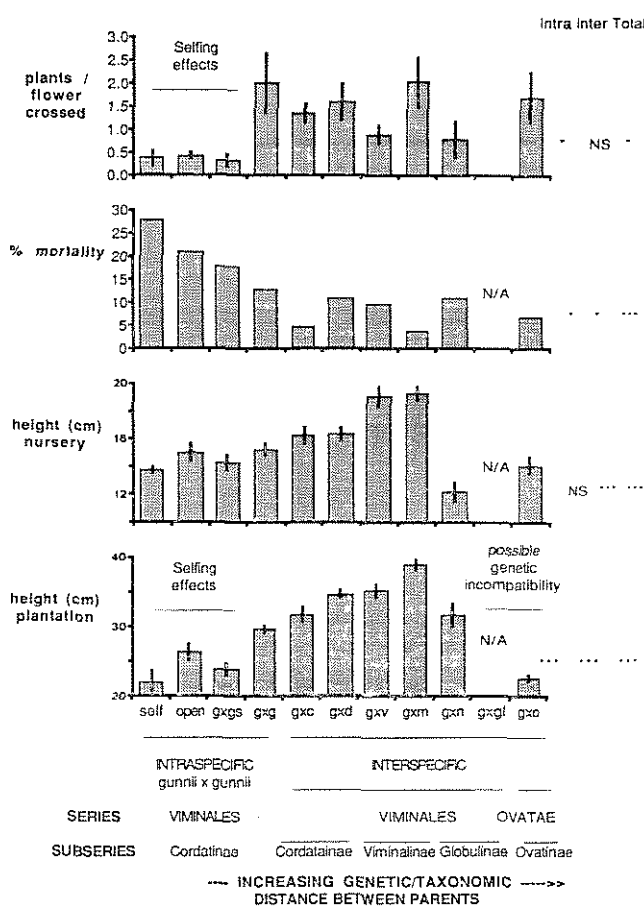 Intra Inter Total
plants / flower crossed
3.0
2.5
2.0
1.5
1.0
0.5
0.0
Selfing effects
NS
% mortality
30
25
20
15
10
5
0
N/A
height (cm) nursery
20
16
12
N/A
NS
height (cm) plantation
40
30
20
Selfing effects
possible genetic incompatibility
N/A
self open gxgs gxg gxc gxd gxv gxm gxn gxgl gxo
INTRASPECIFIC INTERSPECIFIC
gunnii x gunnii
SERIES VIMINALES VIMINALES OVATAE
SUBSERIES Cordatinae Cordatainae Viminalinae Globulinae Ovatinae
---- INCREASING GENETIC/TAXONOMIC ---->>
DISTANCE BETWEEN PARENTS